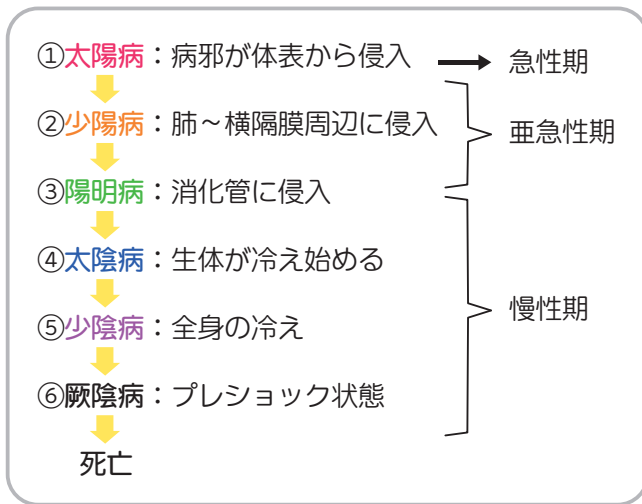 ①太陽病：病邪が体表から侵入 → 急性期
②少陽病：肺～横隔膜周辺に侵入
亜急性期
③陽明病：消化管に侵入
④太陰病：生体が冷え始める
⑤少陰病：全身の冷え
慢性期
⑥厥陰病：プレショック状態
死亡